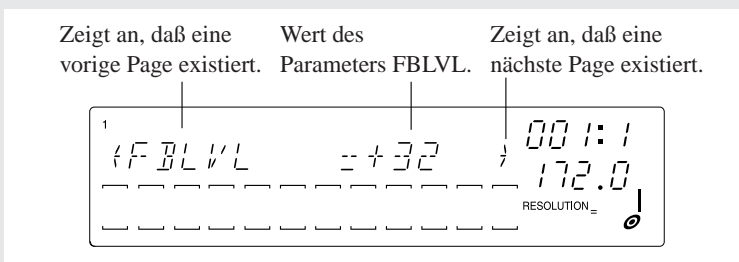 Zeigt an, daß eine
vorige Page existiert.
Wert des
Parameters FBLVL.
Zeigt an, daß eine
nächste Page existiert.
1
‹FBLVL =+32 ›
001:1
172.0
RESOLUTION =